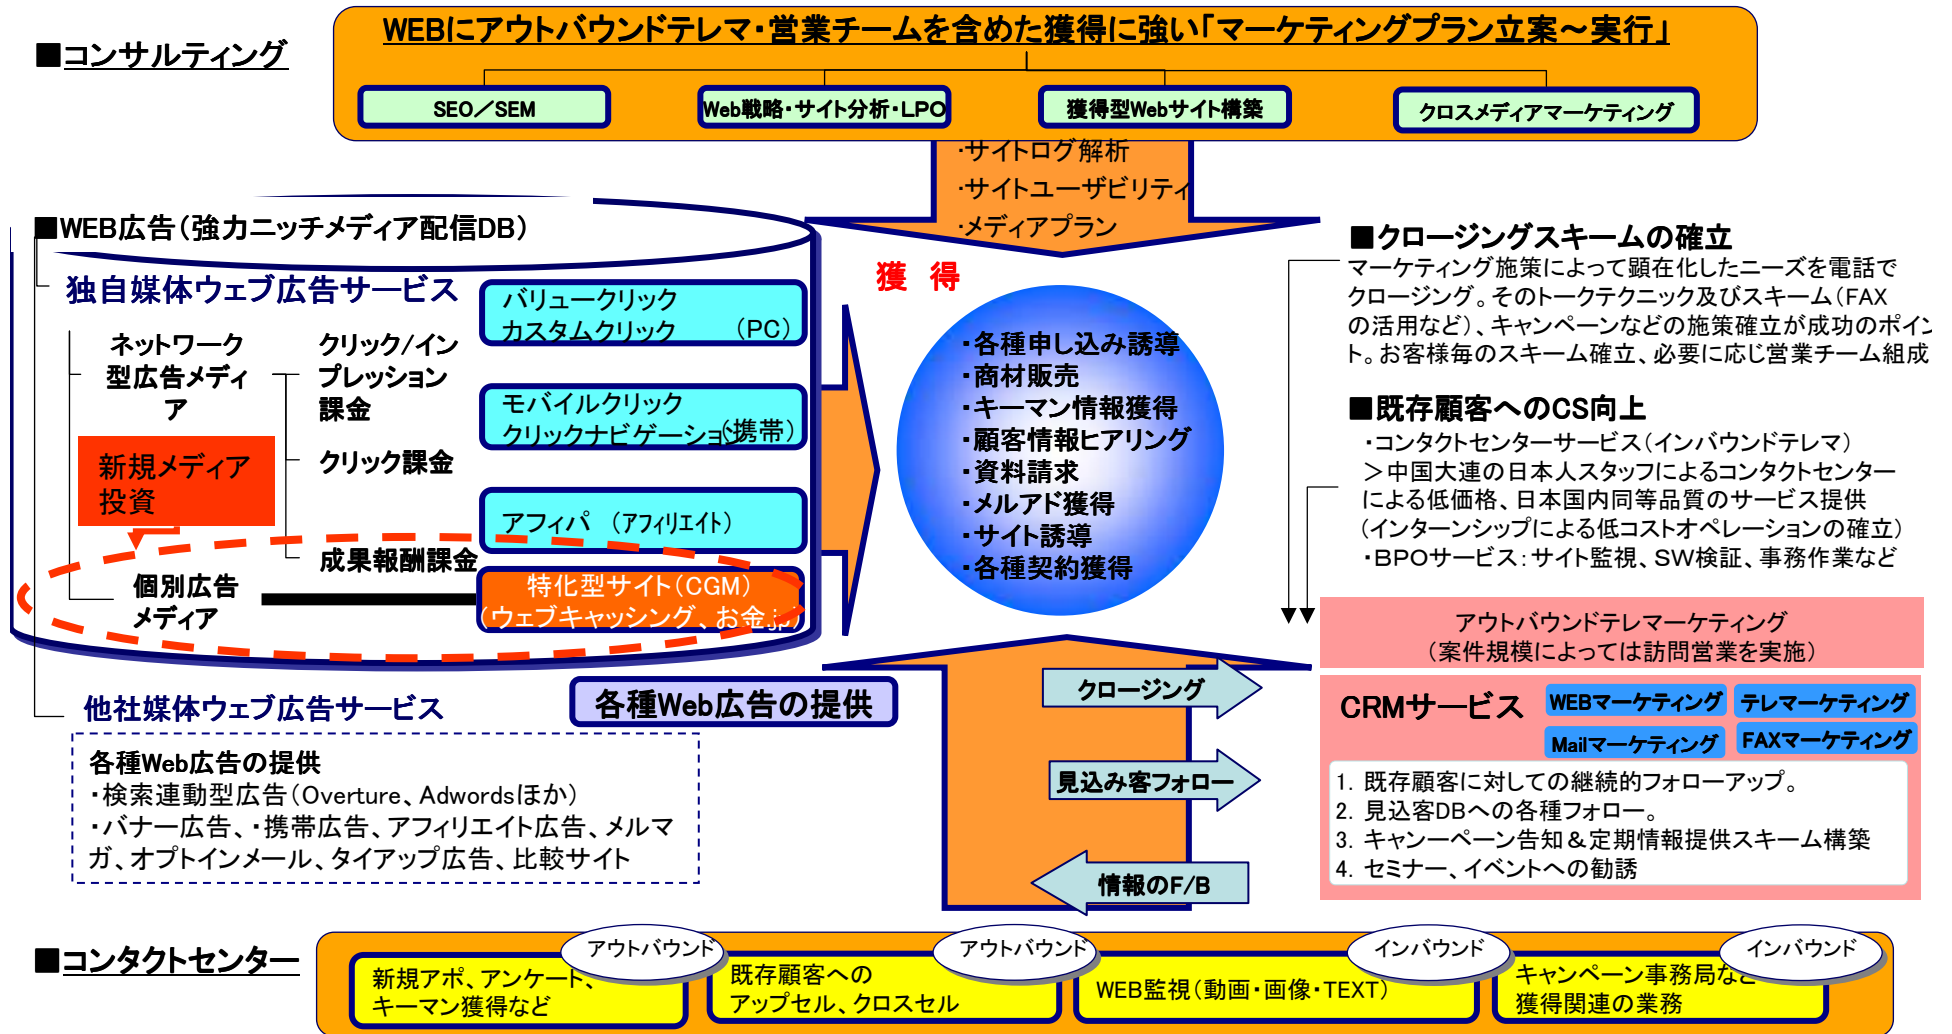 WEBにアウトバウンドテレマ・営業チームを含めた獲得に強い「マーケティングプラン立案～実行」
■コンサルティング
SEO／SEM
Web戦略・サイト分析・LPO
獲得型Webサイト構築
クロスメディアマーケティング
・サイトログ解析
・サイトユーザビリティ
・メディアプラン
■WEB広告（強力ニッチメディア配信DB）
独自媒体ウェブ広告サービス
ネットワーク
型広告メディ
ア
クリック/イン
プレッション
課金
クリック課金
成果報酬課金
新規メディア
投資
個別広告
メディア
バリュークリック
カスタムクリック　（PC）
モバイルクリック
クリックナビゲーション（携帯）
アフィパ （アフィリエイト）
特化型サイト（CGM）
（ウェブキャッシング、お金.jp）
獲 得
・各種申し込み誘導
・商材販売
・キーマン情報獲得
・顧客情報ヒアリング
・資料請求
・メルアド獲得
・サイト誘導
・各種契約獲得
■クロージングスキームの確立
マーケティング施策によって顕在化したニーズを電話で
クロージング。そのトークテクニック及びスキーム（FAX
の活用など）、キャンペーンなどの施策確立が成功のポイン
ト。お客様毎のスキーム確立、必要に応じ営業チーム組成
■既存顧客へのCS向上
・コンタクトセンターサービス（インバウンドテレマ）
＞中国大連の日本人スタッフによるコンタクトセンター
による低価格、日本国内同等品質のサービス提供
（インターンシップによる低コストオペレーションの確立）
・BPOサービス：サイト監視、SW検証、事務作業など
アウトバウンドテレマーケティング
（案件規模によっては訪問営業を実施）
CRMサービス
WEBマーケティング
テレマーケティング
Mailマーケティング
FAXマーケティング
1. 既存顧客に対しての継続的フォローアップ。
2. 見込客DBへの各種フォロー。
3. キャンーペーン告知＆定期情報提供スキーム構築
4. セミナー、イベントへの勧誘
他社媒体ウェブ広告サービス
各種Web広告の提供
各種Web広告の提供
・検索連動型広告（Overture、Adwordsほか）
・バナー広告、・携帯広告、アフィリエイト広告、メルマ
ガ、オプトインメール、タイアップ広告、比較サイト
クロージング
見込み客フォロー
情報のF/B
■コンタクトセンター
アウトバウンド
新規アポ、アンケート、
キーマン獲得など
アウトバウンド
既存顧客への
アップセル、クロスセル
インバウンド
WEB監視（動画・画像・TEXT）
インバウンド
キャンペーン事務局など
獲得関連の業務